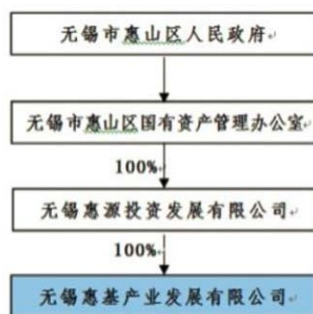 无锡市惠山区人民政府
无锡市惠山区国有资产管理办公室
100%
无锡惠源投资发展有限公司
100%
无锡惠基产业发展有限公司